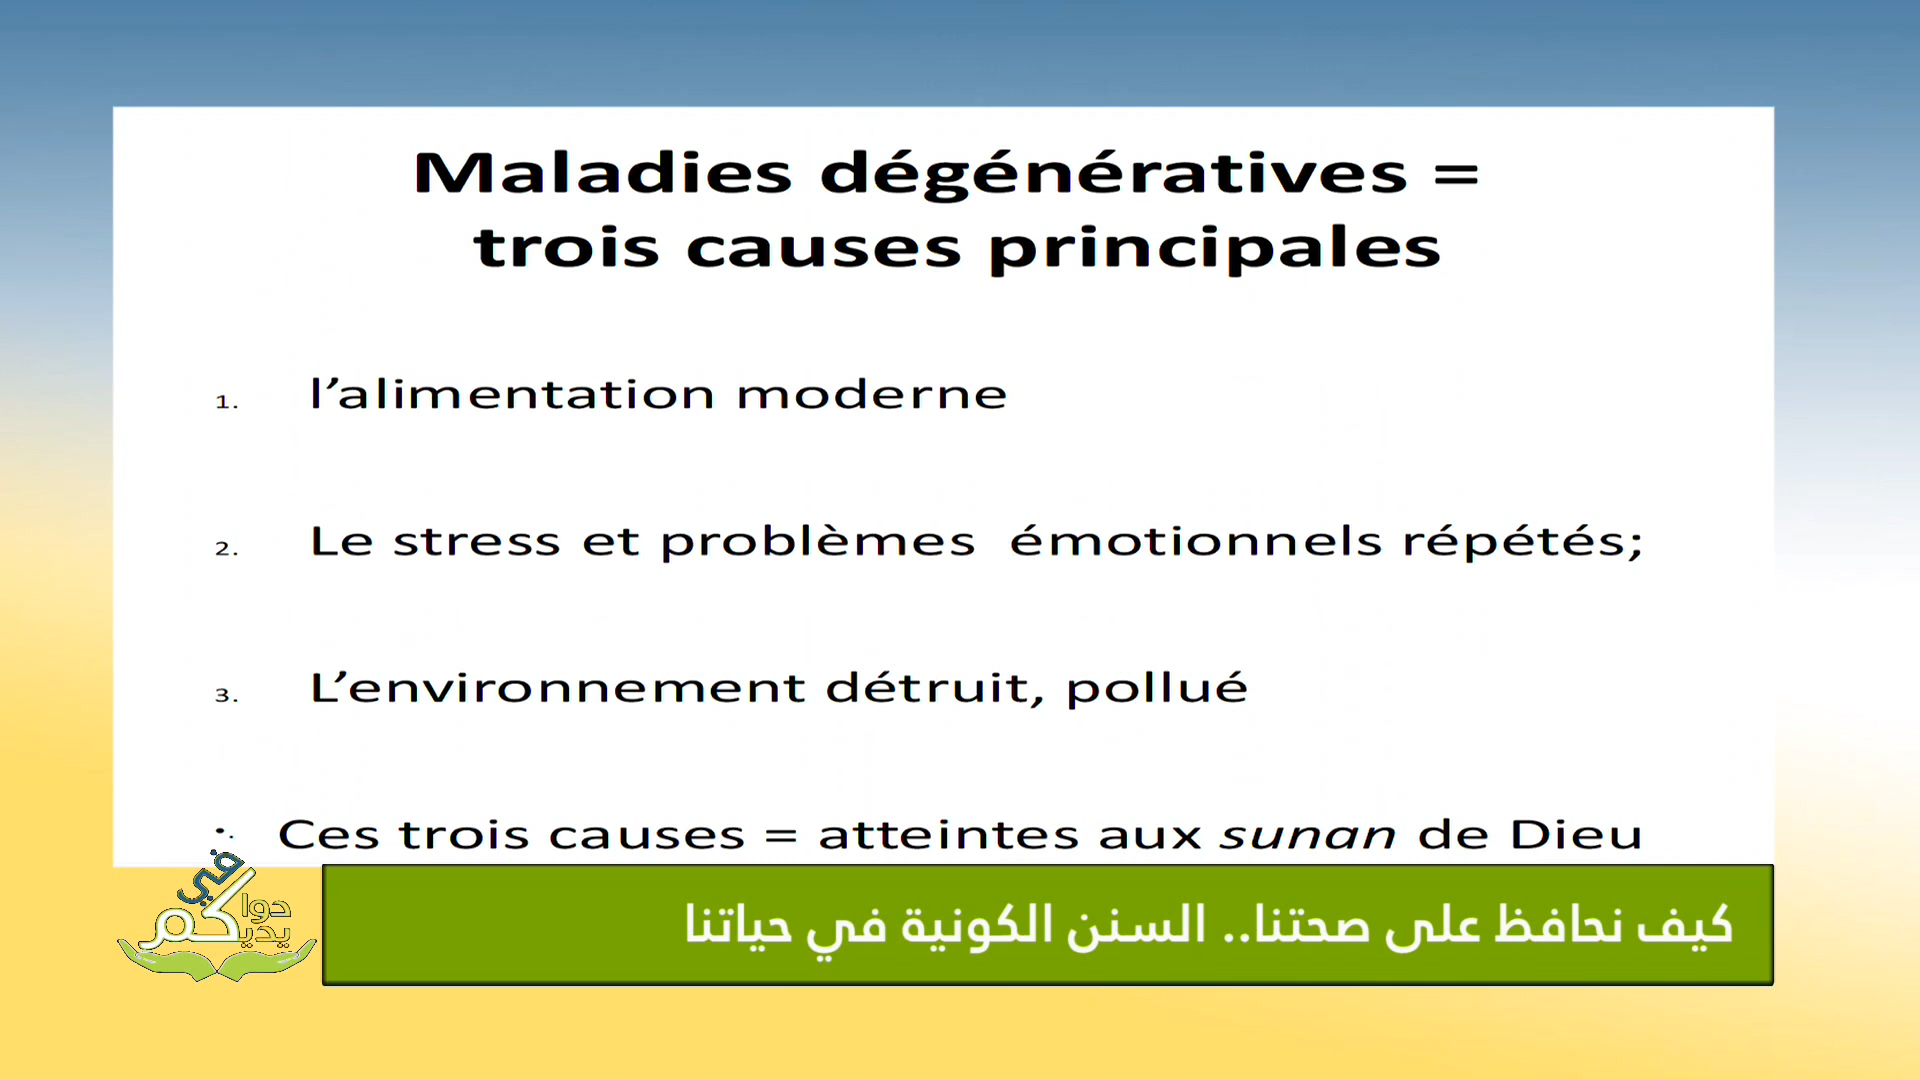 Maladies dégénératives =
trois causes principales
1. l’alimentation moderne
2. Le stress et problèmes émotionnels répétés;
3. L’environnement détruit, pollué
•. Ces trois causes = atteintes aux sunan de Dieu
دواكم في يديكم
كيف نحافظ على صحتنا.. السنن الكونية في حياتنا